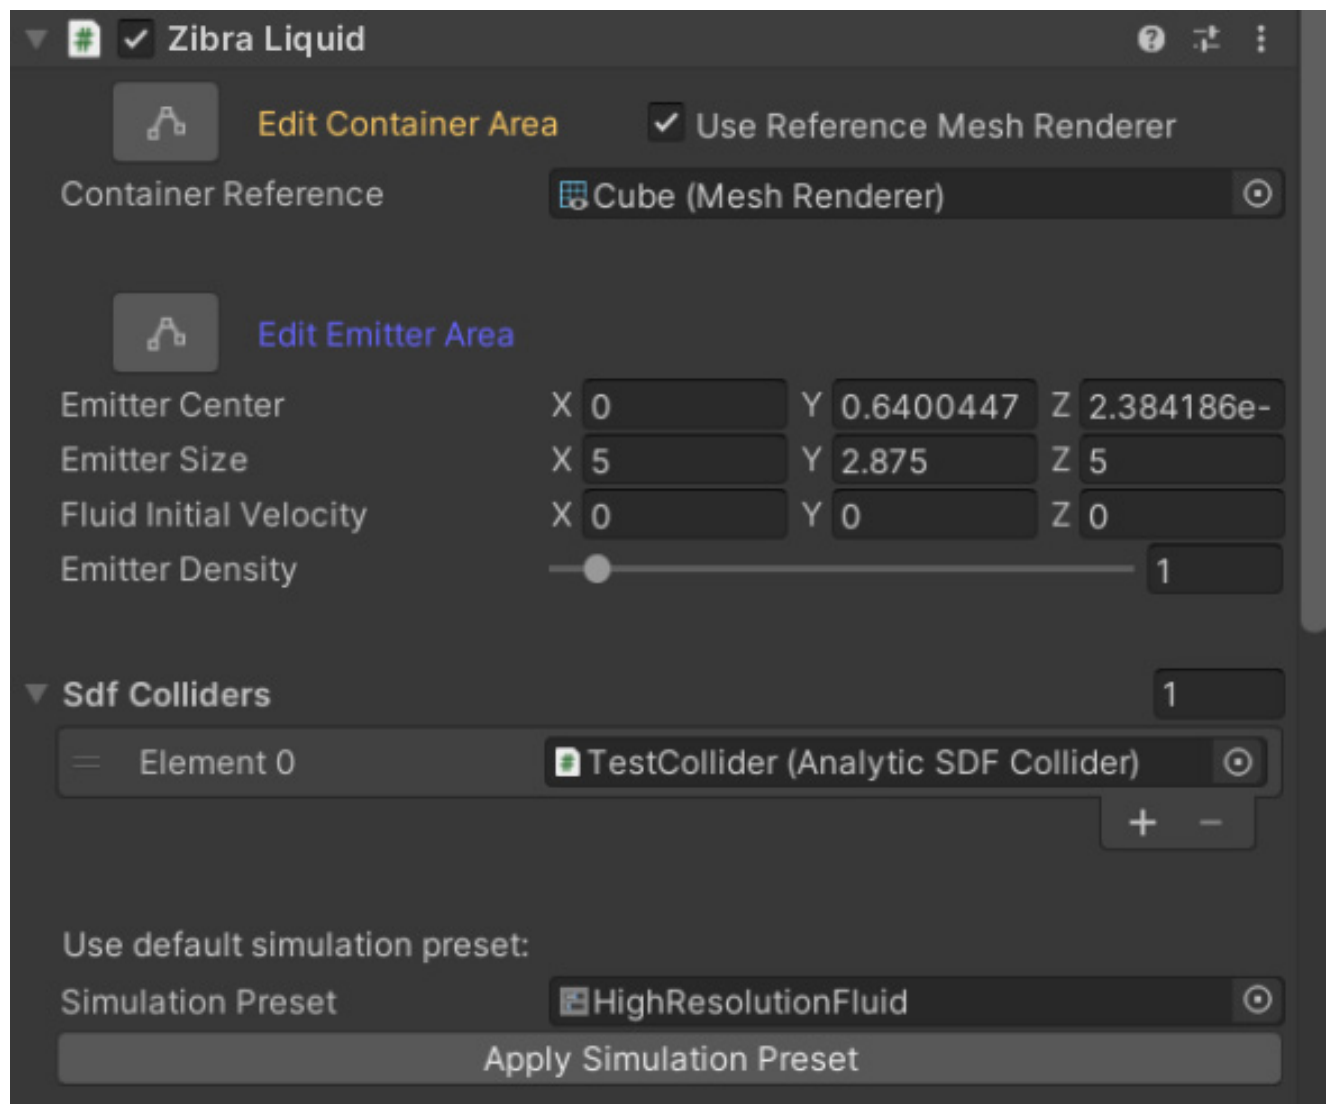 # Zibra Liquid ?
Edit Container Area Use Reference Mesh Renderer
Container Reference Cube (Mesh Renderer)
Edit Emitter Area
Emitter Center X 0 Y 0.6400447 Z 2.384186e-
Emitter Size X 5 Y 2.875 Z 5
Fluid Initial Velocity X 0 Y 0 Z 0
Emitter Density 1
Sdf Colliders 1
Element 0 # TestCollider (Analytic SDF Collider)
+ −
Use default simulation preset:
Simulation Preset HighResolutionFluid
Apply Simulation Preset